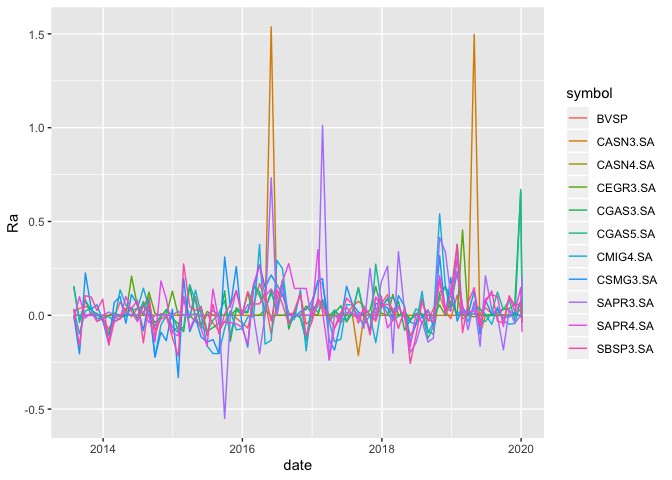 1.5
1.0
0.5
0.0
-0.5
Ra
2014
2016
2018
2020
date
symbol
BVSP
CASN3.SA
CASN4.SA
CEGR3.SA
CGAS3.SA
CGAS5.SA
CMIG4.SA
CSMG3.SA
SAPR3.SA
SAPR4.SA
SBSP3.SA